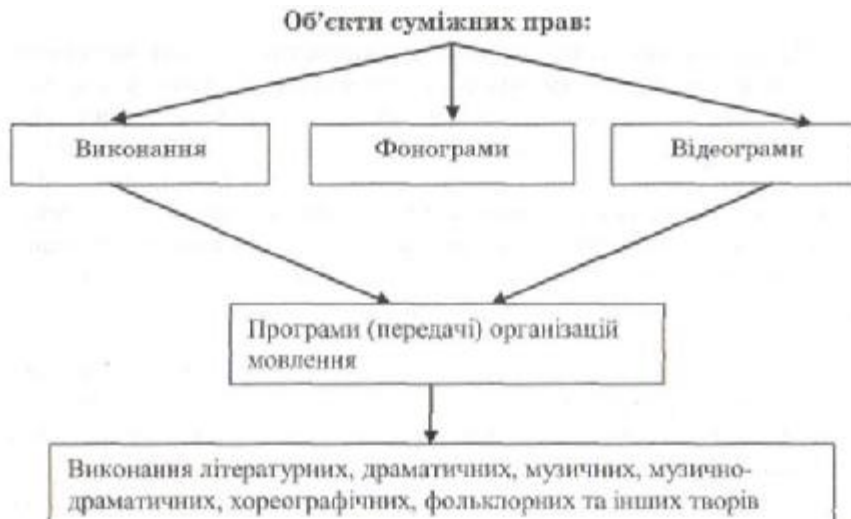 Об’єкти суміжних прав:
Виконання
Фонограми
Відеограми
Програми (передачі) організацій
мовлення
Виконання літературних, драматичних, музичних, музично-
драматичних, хореографічних, фольклорних та інших творів